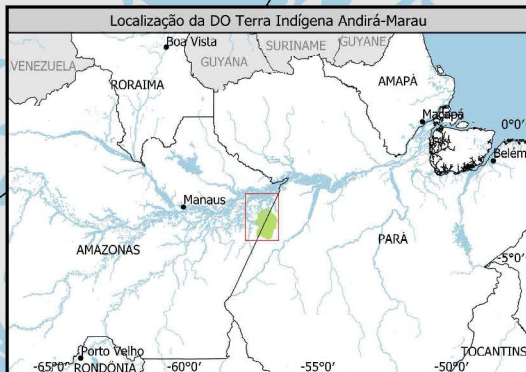 Localização da DO Terra Indígena Andirá-Marau
Boa Vista
SURINAME
GUYANE
VENEZUELA
GUYANA
RORAIMA
AMAPÁ
Macapá
0°0'
Belém
Manaus
AMAZONAS
PARÀ
-5°0'
TOCANTINS
Porto Velho
-65°0'
-60°0'
-55°0'
-50°0'
RONDÔNIA